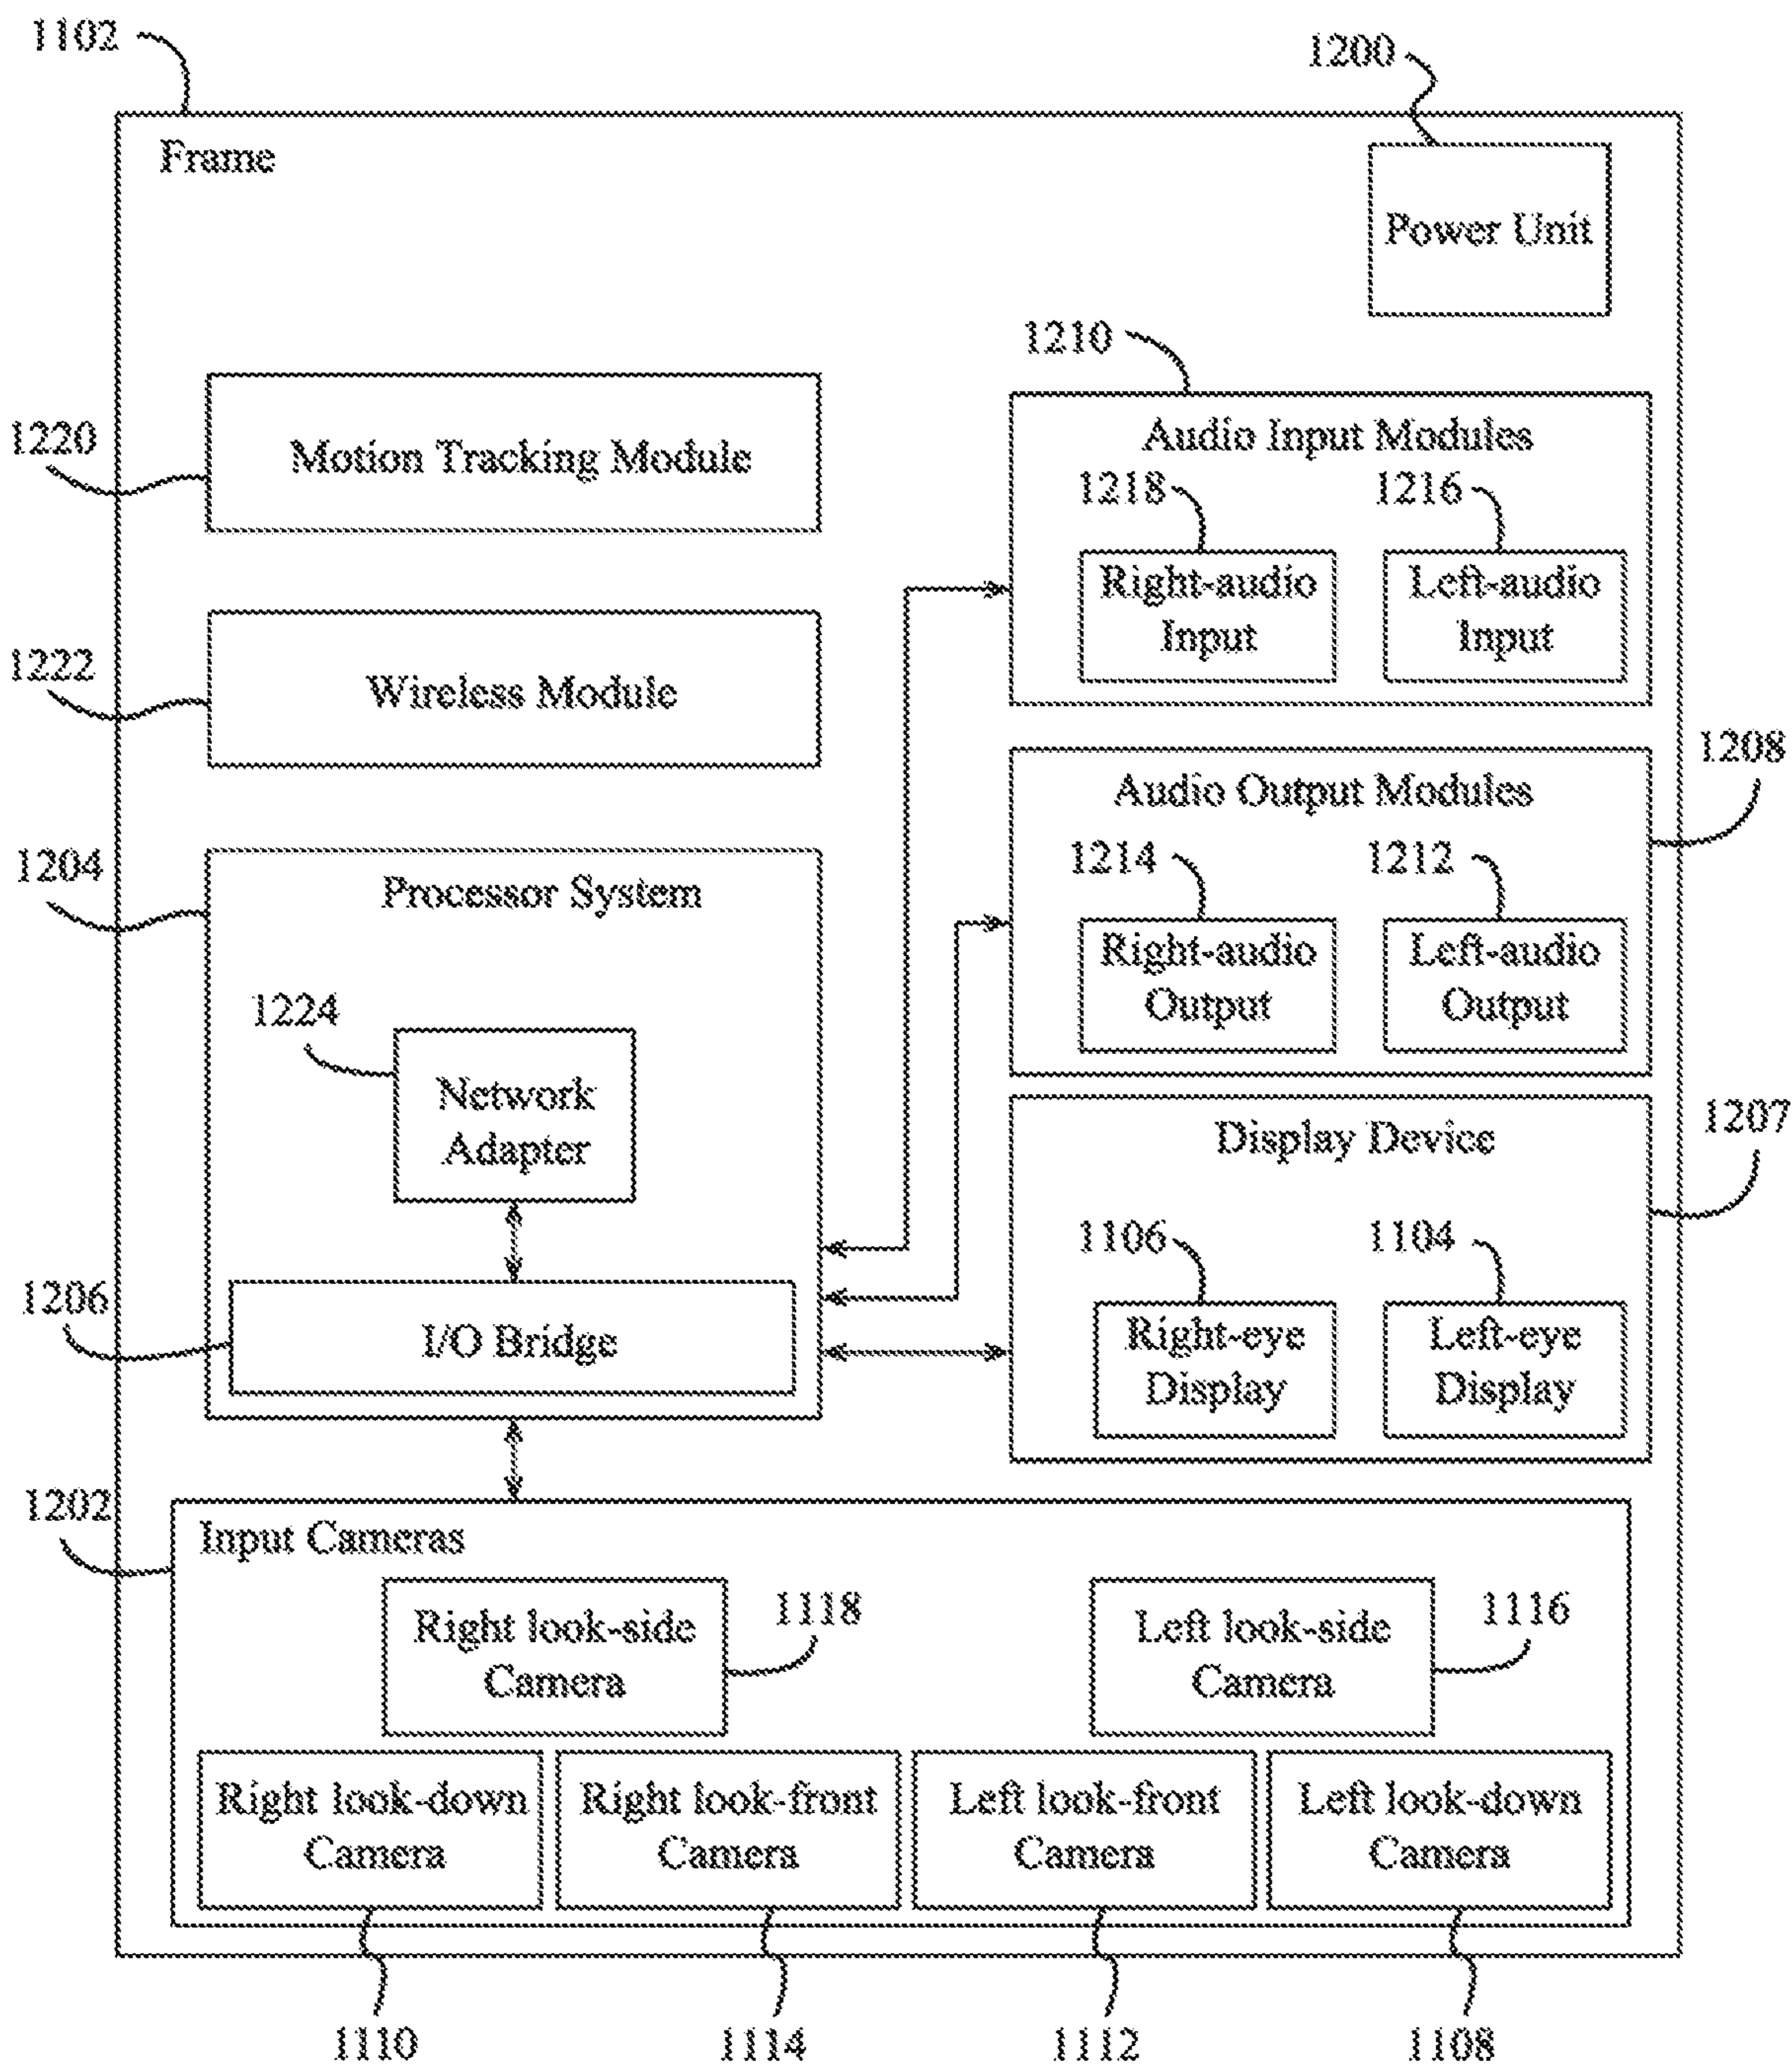 1102
1200
Frame
Power Unit
1210
Audio Input Modules
1220
Motion Tracking Module
1218
1216
Right-audio
Input
Left-audio
Input
1222
Wireless Module
1208
Audio Output Modules
1204
Processor System
1214
1212
Right-audio
Output
Left-audio
Output
1224
Network
Adapter
1207
Display Device
1106
1104
1206
I/O Bridge
Right-eye
Display
Left-eye
Display
1202
Input Cameras
Right look-side
Camera
1118
Left look-side
Camera
1116
Right look-down
Camera
Right look-front
Camera
Left look-front
Camera
Left look-down
Camera
1110
1114
1112
1108